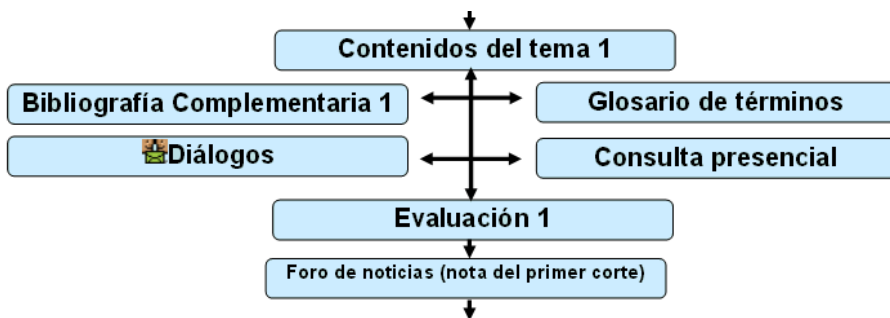 Contenidos del tema 1
Bibliografía Complementaria 1
Glosario de términos
Diálogos
Consulta presencial
Evaluación 1
Foro de noticias (nota del primer corte)